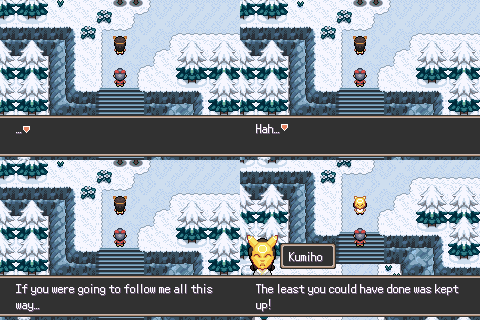 ...
Hah...
If you were going to follow me all this
way...
Kumiho
The least you could have done was kept
up!